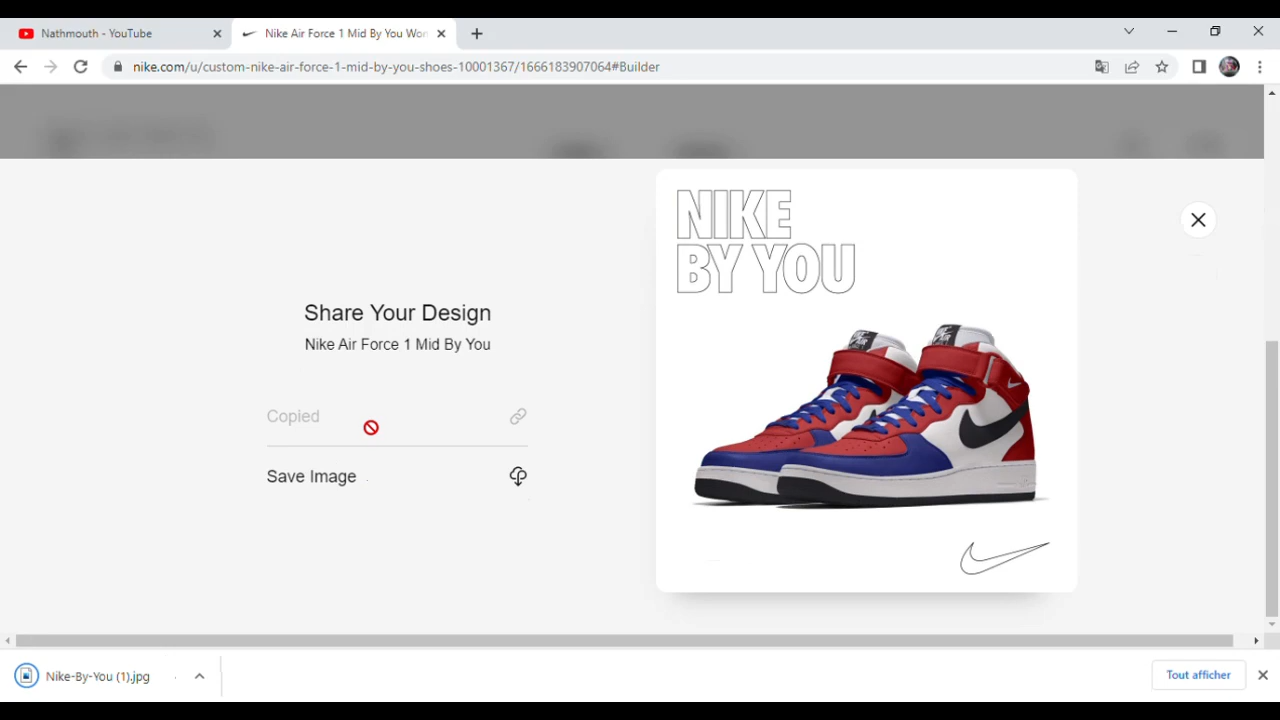 Nathmouth - YouTube
Nike Air Force 1 Mid By You Wor
nike.com/u/custom-nike-air-force-1-mid-by-you-shoes-10001367/1666183907064#Builder
NIKE
BY YOU
Share Your Design
Nike Air Force 1 Mid By You
Copied
Save Image
Nike-By-You (1).jpg
Tout afficher